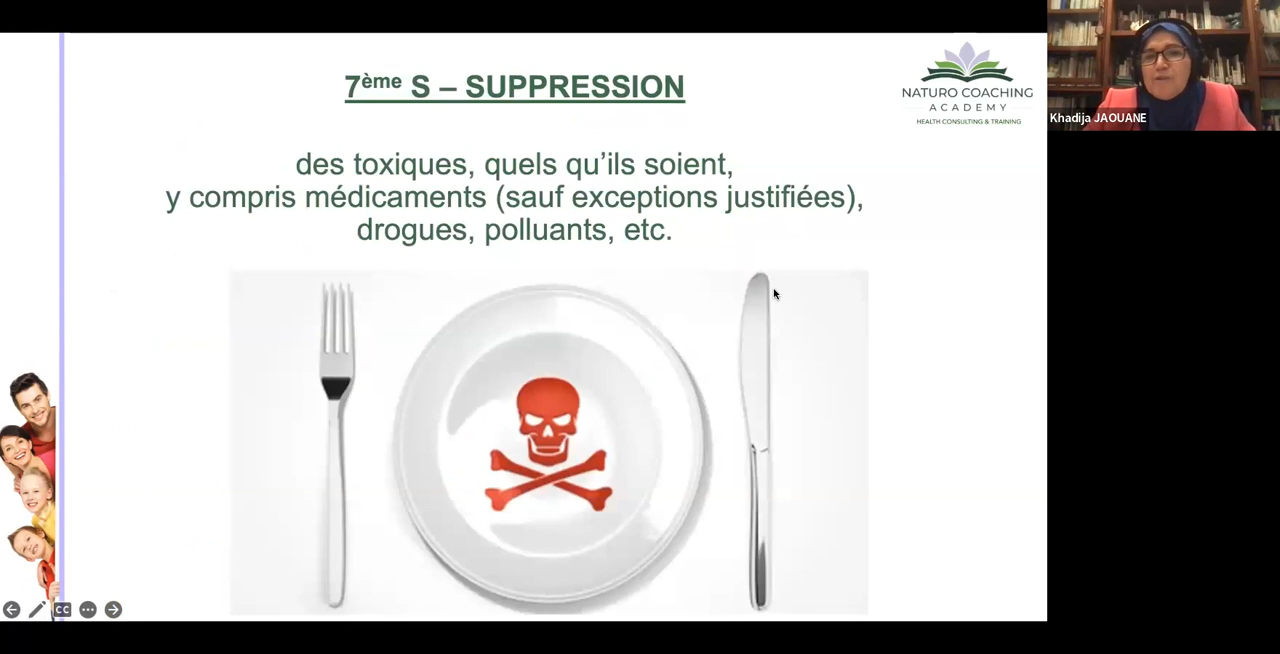 7ème S – SUPPRESSION
NATURO COACHING
ACADEMY
HEALTH CONSULTING & TRAINING
Khadija JAOUANE
des toxiques, quels qu’ils soient,
y compris médicaments (sauf exceptions justifiées),
drogues, polluants, etc.
CC